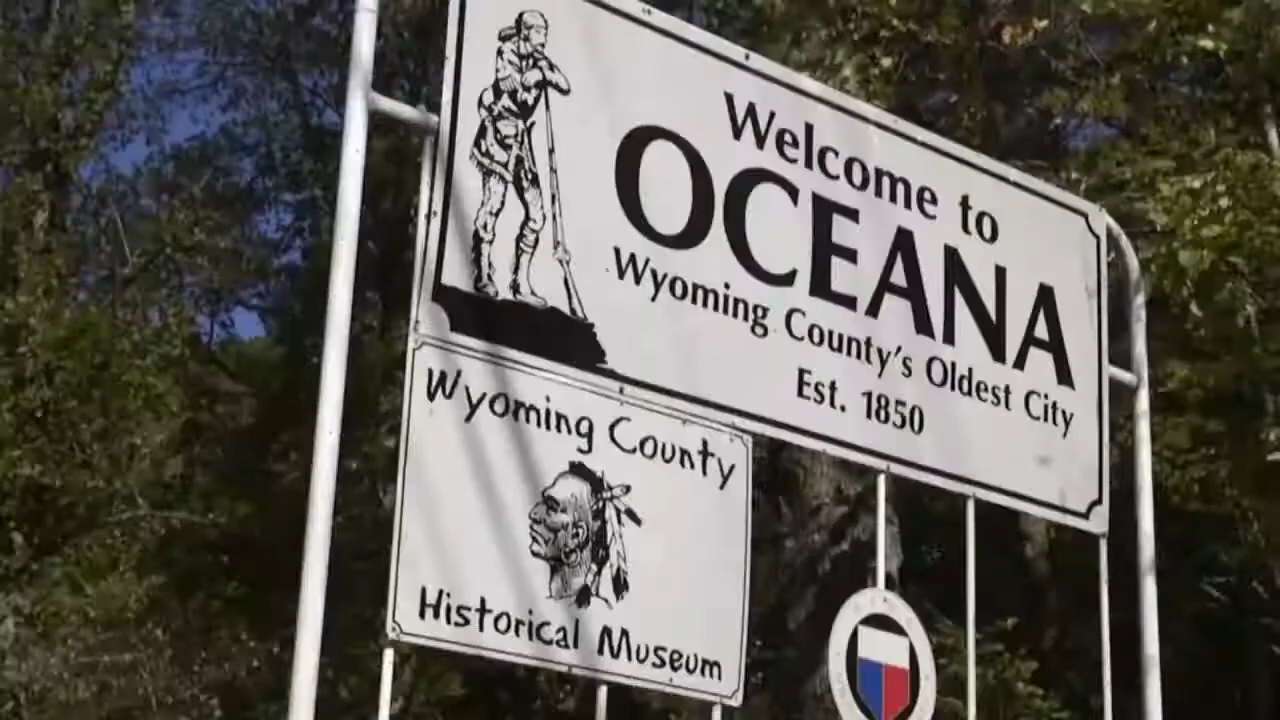 Welcome to
OCEANA
Wyoming County's Oldest City
Est. 1850
Wyoming County
Historical Museum